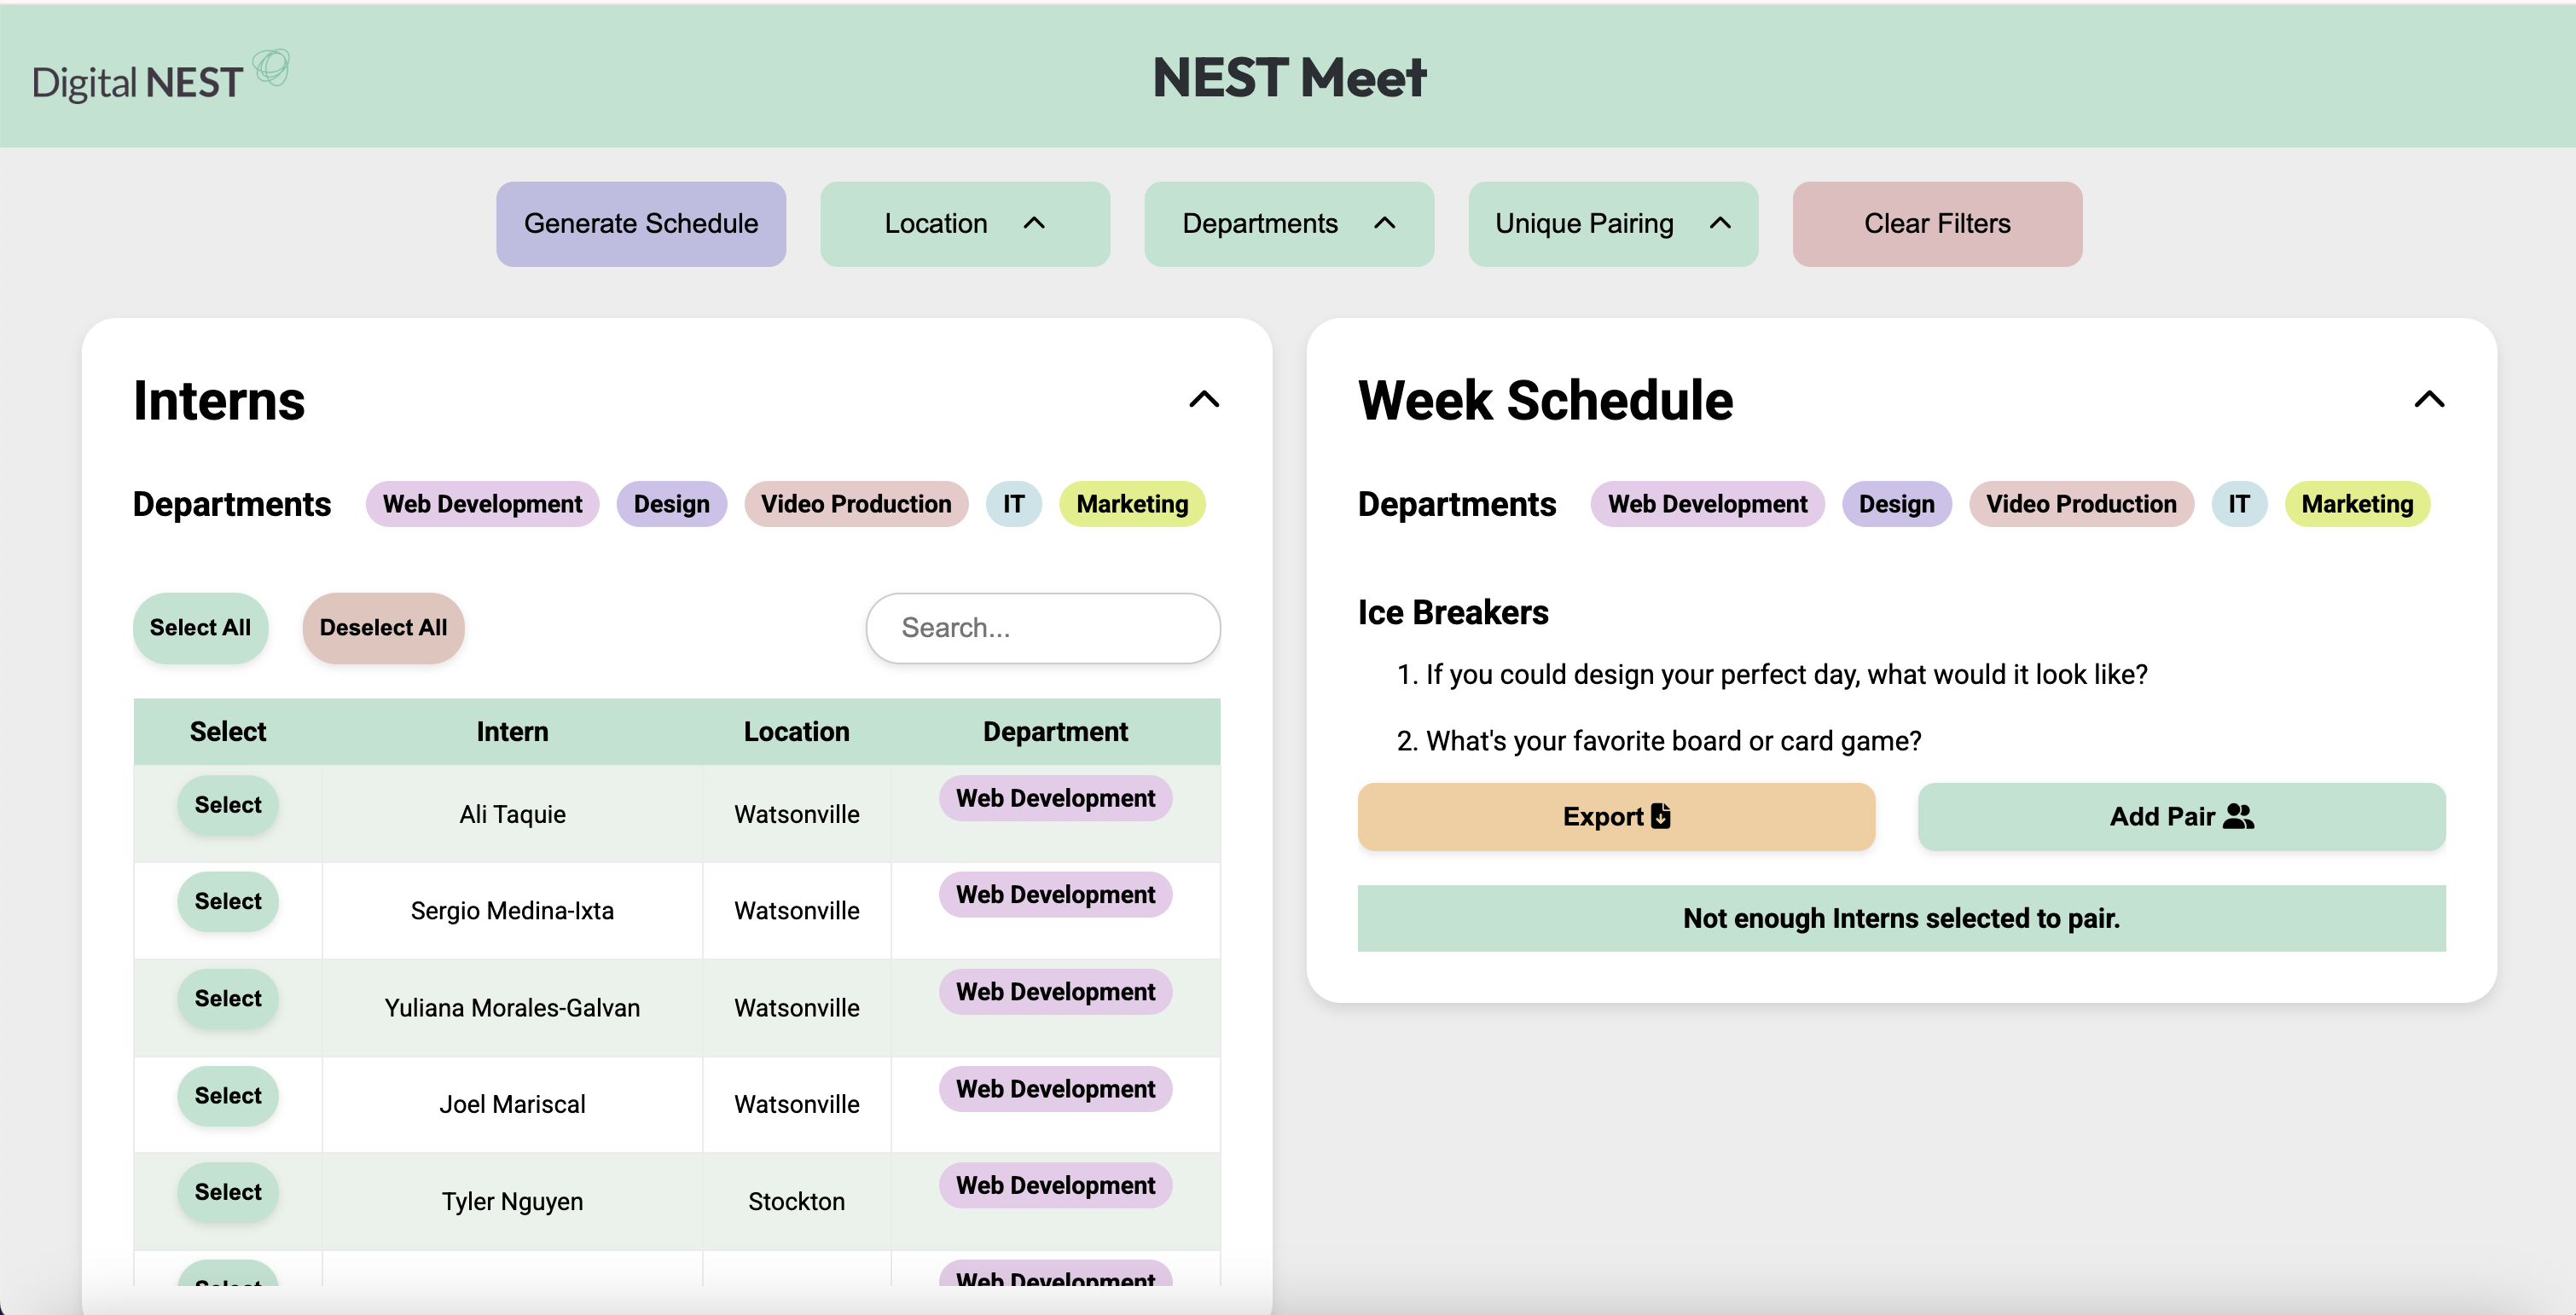 Digital NEST
NEST Meet
Generate Schedule
Location
Departments
Unique Pairing
Clear Filters
Interns
Departments Web Development Design Video Production IT Marketing
Select All Deselect All Search...
Select Intern Location Department
Select Ali Taquie Watsonville Web Development
Select Sergio Medina-Ixta Watsonville Web Development
Select Yuliana Morales-Galvan Watsonville Web Development
Select Joel Mariscal Watsonville Web Development
Select Tyler Nguyen Stockton Web Development
Select Web Development
Week Schedule
Departments Web Development Design Video Production IT Marketing
Ice Breakers
1. If you could design your perfect day, what would it look like?
2. What's your favorite board or card game?
Export Add Pair
Not enough Interns selected to pair.